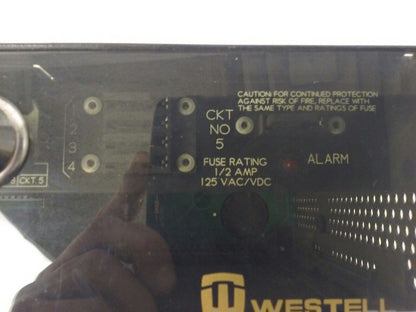 CAUTION: FOR CONTINUED PROTECTION
AGAINST RISK OF FIRE, REPLACE WITH
THE SAME TYPE AND RATINGS OF FUSE
CKT
NO
5
2
3
4
ALARM
FUSE RATING
1/2 AMP
125 VAC/VDC
CKT. 5
WESTELL